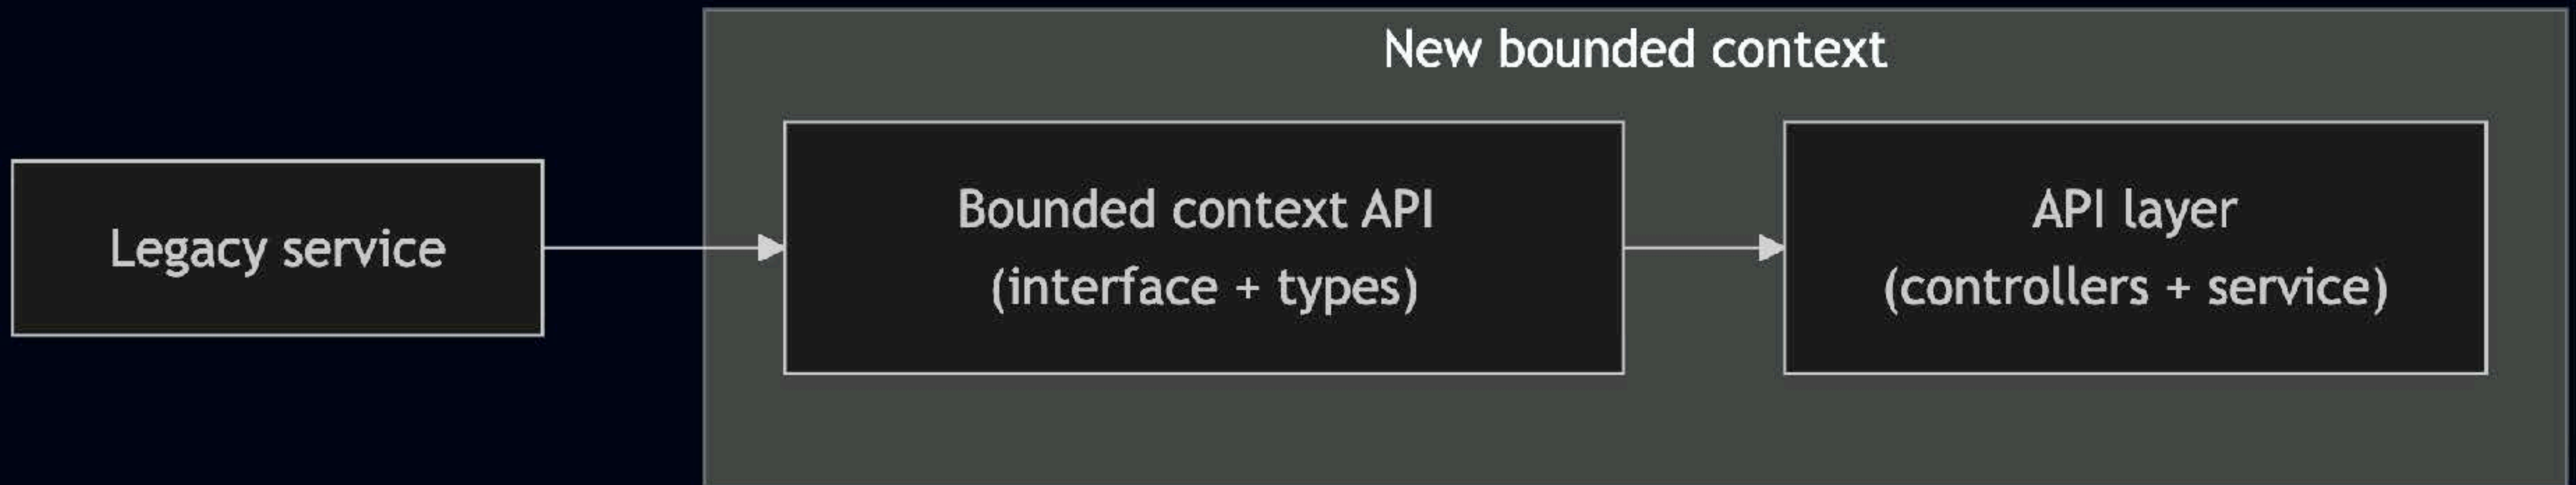 New bounded context
Legacy service
Bounded context API
(interface + types)
API layer
(controllers + service)